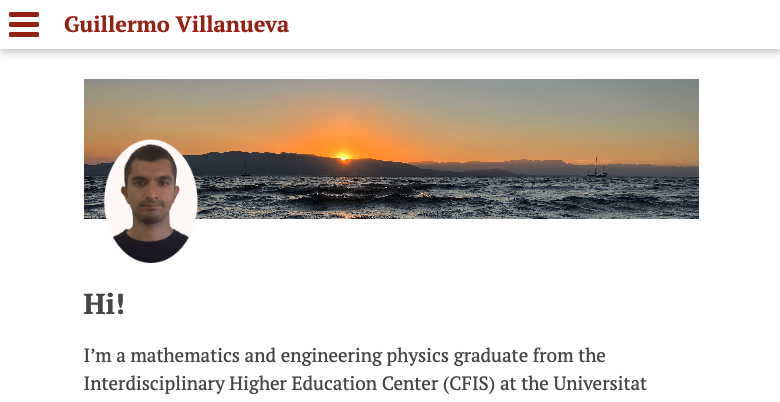 Guillermo Villanueva
Hi!
I’m a mathematics and engineering physics graduate from the
Interdisciplinary Higher Education Center (CFIS) at the Universitat